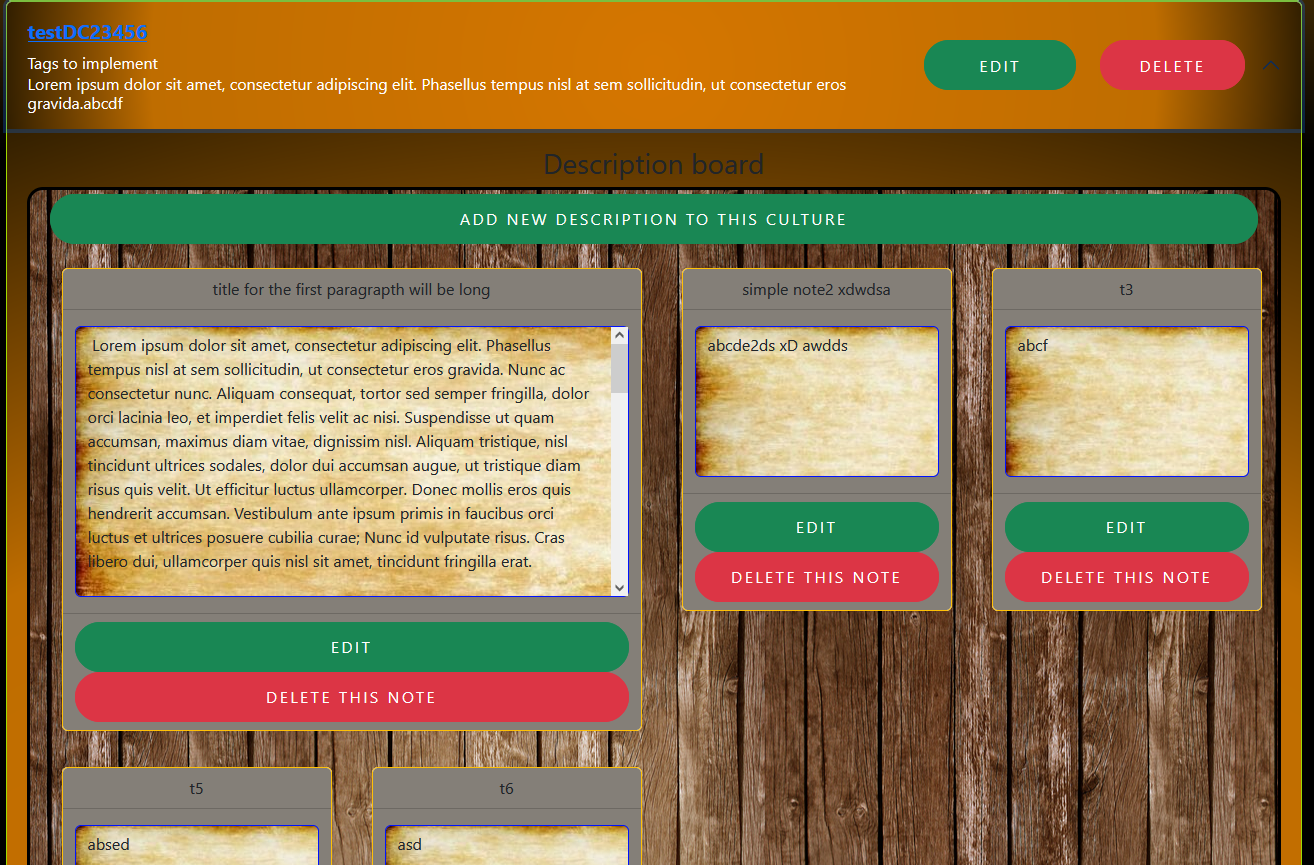 testDC23456
Tags to implement
Lorem ipsum dolor sit amet, consectetur adipiscing elit. Phasellus tempus nisl at sem sollicitudin, ut consectetur eros
gravida.abcdf
EDIT
DELETE
Description board
ADD NEW DESCRIPTION TO THIS CULTURE
title for the first paragrapth will be long
Lorem ipsum dolor sit amet, consectetur adipiscing elit. Phasellus
tempus nisl at sem sollicitudin, ut consectetur eros gravida. Nunc ac
consectetur nunc. Aliquam consequat, tortor sed semper fringilla, dolor
orci lacinia leo, et imperdiet felis velit ac nisi. Suspendisse ut quam
accumsan, maximus diam vitae, dignissim nisl. Aliquam tristique, nisl
tincidunt ultrices sodales, dolor dui accumsan augue, ut tristique diam
risus quis velit. Ut efficitur luctus ullamcorper. Donec mollis eros quis
hendrerit accumsan. Vestibulum ante ipsum primis in faucibus orci
luctus et ultrices posuere cubilia curae; Nunc id vulputate risus. Cras
libero dui, ullamcorper quis nisl sit amet, tincidunt fringilla erat.
EDIT
DELETE THIS NOTE
simple note2 xdwdsa
abcde2ds xD awdds
EDIT
DELETE THIS NOTE
t3
abcf
EDIT
DELETE THIS NOTE
t5
absed
t6
asd